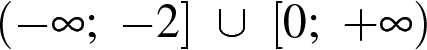 (−∞; −2] ∪ [0; +∞)